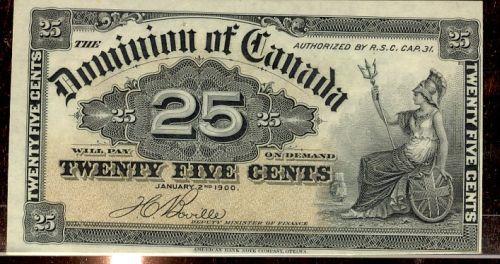 25 25
THE Dominion of Canada
AUTHORIZED BY R.S.C. CAP. 31.
TWENTY FIVE CENTS
25 25 25
TWENTY FIVE CENTS
WILL PAY ON DEMAND
TWENTY FIVE CENTS
JANUARY 2ND 1900.
DEPUTY MINISTER OF FINANCE
25 25
AMERICAN BANK NOTE COMPANY, OTTAWA.